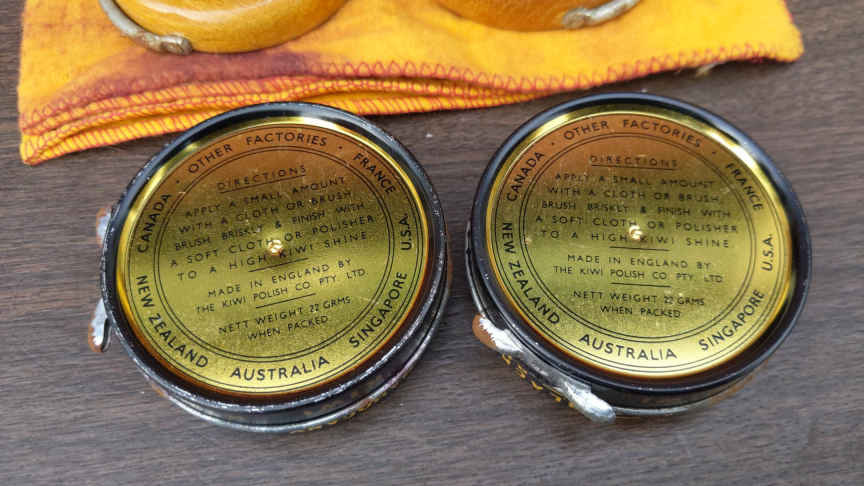 CANADA · OTHER FACTORIES · FRANCE
U.S.A.
SINGAPORE
AUSTRALIA
NEW ZEALAND
DIRECTIONS
APPLY A SMALL AMOUNT
WITH A CLOTH OR BRUSH,
BRUSH BRISKLY & FINISH WITH
A SOFT CLOTH OR POLISHER
TO A HIGH KIWI SHINE.
MADE IN ENGLAND BY
THE KIWI POLISH CO. PTY. LTD.
NETT WEIGHT 22 GRMS.
WHEN PACKED.
CANADA · OTHER FACTORIES · FRANCE
U.S.A.
SINGAPORE
AUSTRALIA
NEW ZEALAND
DIRECTIONS
APPLY A SMALL AMOUNT
WITH A CLOTH OR BRUSH,
BRUSH BRISKLY & FINISH WITH
A SOFT CLOTH OR POLISHER
TO A HIGH KIWI SHINE.
MADE IN ENGLAND BY
THE KIWI POLISH CO. PTY. LTD.
NETT WEIGHT 22 GRMS.
WHEN PACKED.